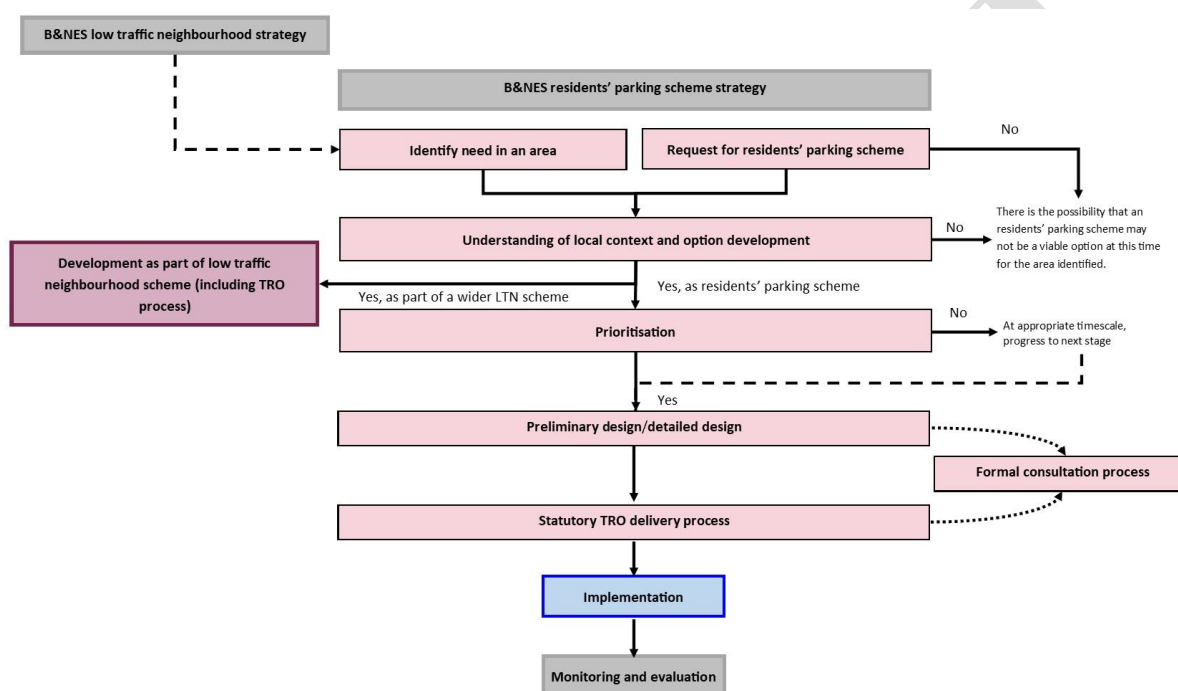 B&NES low traffic neighbourhood strategy
B&NES residents’ parking scheme strategy
Identify need in an area
Request for residents’ parking scheme
No
There is the possibility that an
residents’ parking scheme may
not be a viable option at this time
for the area identified.
Understanding of local context and option development
No
Development as part of low traffic
neighbourhood scheme (including TRO
process)
Yes, as part of a wider LTN scheme
Yes, as residents’ parking scheme
Prioritisation
No
At appropriate timescale,
progress to next stage
Yes
Preliminary design/detailed design
Formal consultation process
Statutory TRO delivery process
Implementation
Monitoring and evaluation